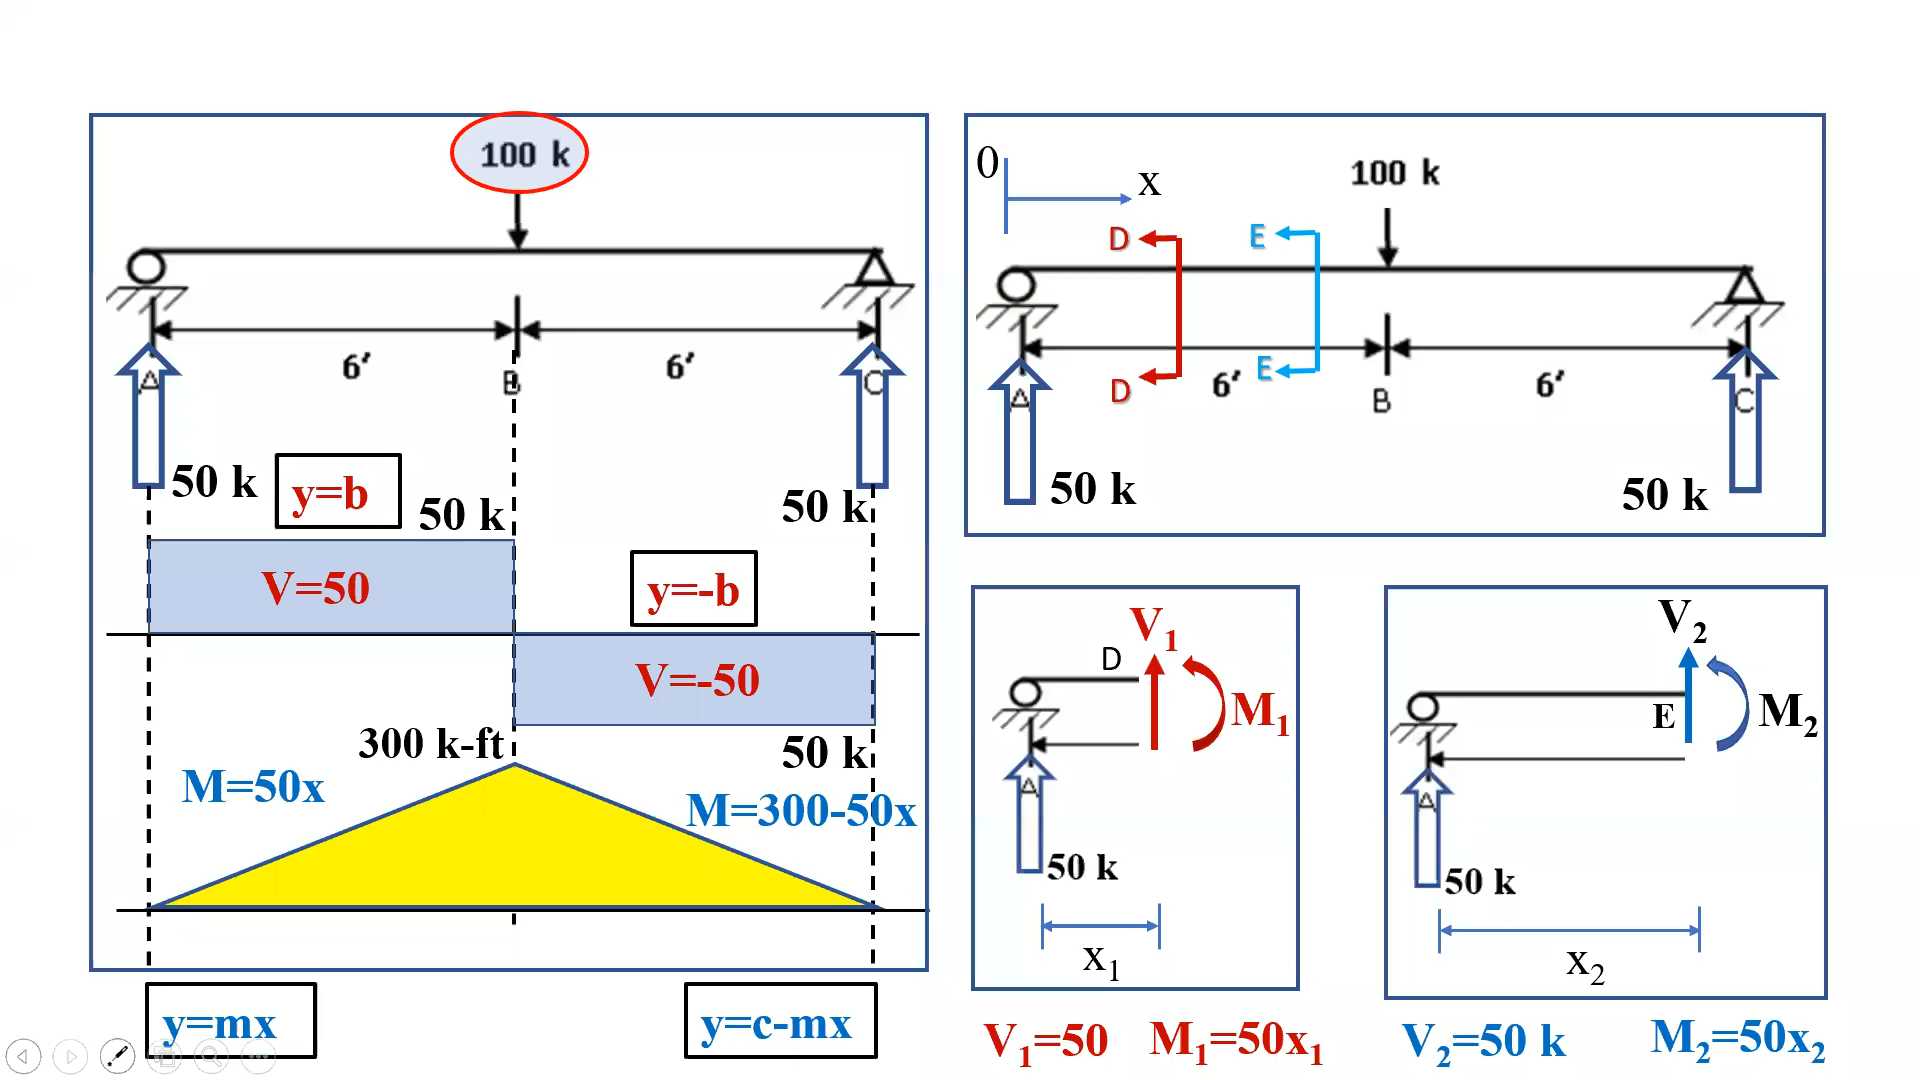 100 k
6′
6′
A
B
C
50 k
y=b
50 k
50 k
V=50
y=-b
V=-50
300 k-ft
50 k
M=50x
M=300-50x
y=mx
y=c-mx
0
x
100 k
D
E
D
E
6′
6′
A
B
C
50 k
50 k
V₁
D
M₁
A
50 k
x₁
V₁=50
M₁=50x₁
V₂
E
M₂
A
50 k
x₂
V₂=50 k
M₂=50x₂